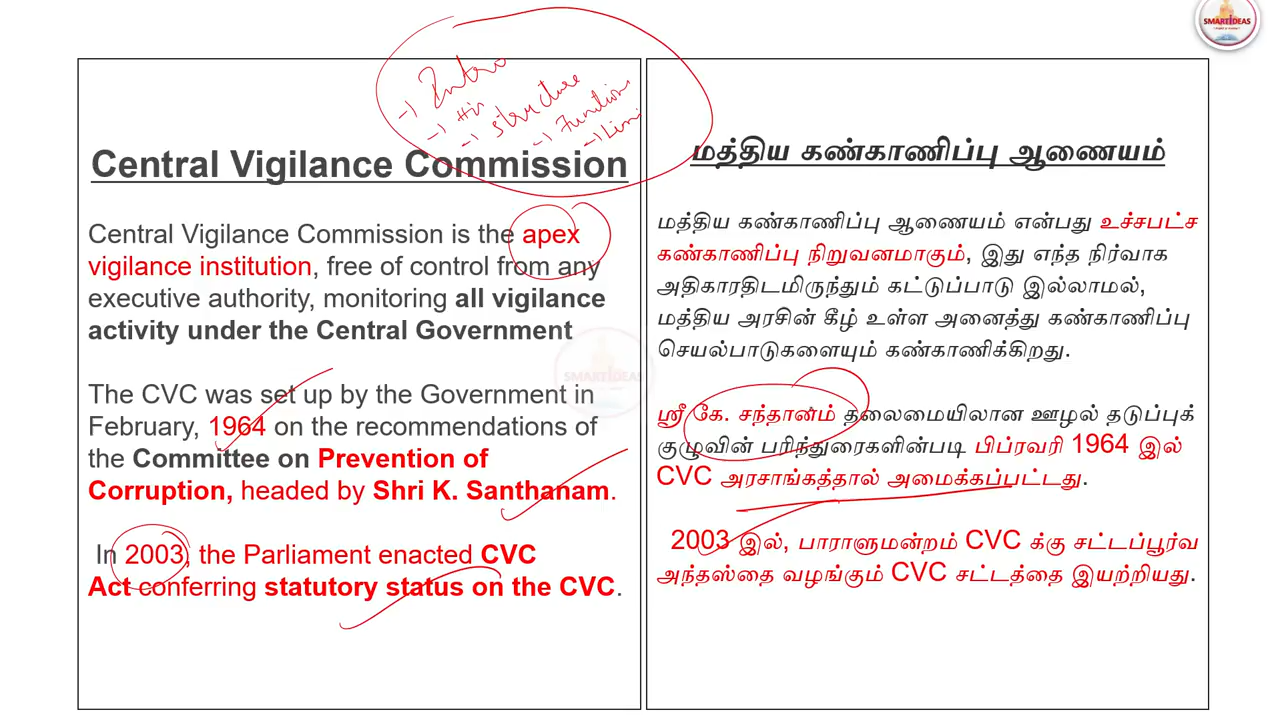 SMARTIDEAS
-) Intro
-) His
-) structure
-) Functions
-) Limi
Central Vigilance Commission
Central Vigilance Commission is the apex
vigilance institution, free of control from any
executive authority, monitoring all vigilance
activity under the Central Government
The CVC was set up by the Government in
February, 1964 on the recommendations of
the Committee on Prevention of
Corruption, headed by Shri K. Santhanam.
In 2003, the Parliament enacted CVC
Act conferring statutory status on the CVC.
மத்திய கண்காணிப்பு ஆணையம்
மத்திய கண்காணிப்பு ஆணையம் என்பது உச்சபட்ச
கண்காணிப்பு நிறுவனமாகும், இது எந்த நிர்வாக
அதிகாரதிடமிருந்தும் கட்டுப்பாடு இல்லாமல்,
மத்திய அரசின் கீழ் உள்ள அனைத்து கண்காணிப்பு
செயல்பாடுகளையும் கண்காணிக்கிறது.
ஸ்ரீ கே. சந்தானம் தலைமையிலான ஊழல் தடுப்புக்
குழுவின் பரிந்துரைகளின்படி பிப்ரவரி 1964 இல்
CVC அரசாங்கத்தால் அமைக்கப்பட்டது.
2003 இல், பாராளுமன்றம் CVC க்கு சட்டப்பூர்வ
அந்தஸ்தை வழங்கும் CVC சட்டத்தை இயற்றியது.
SMARTIDEAS